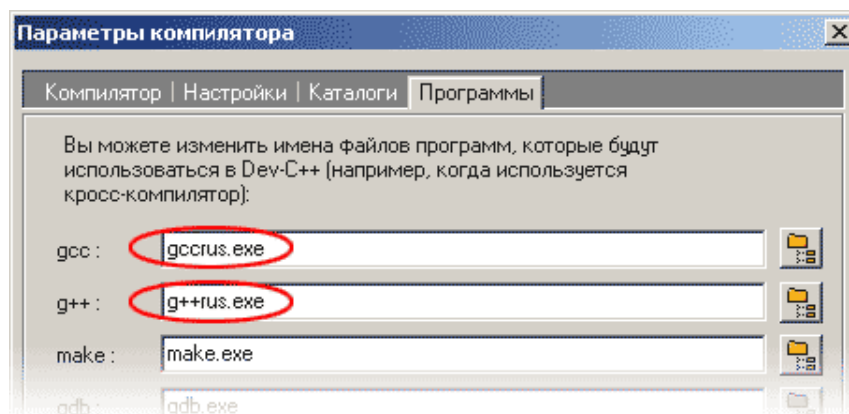 Параметры компилятора
Компилятор | Настройки | Каталоги Программы
Вы можете изменить имена файлов программ, которые будут
использоваться в Dev-C++ (например, когда используется
кросс-компилятор):
gcc : gccrus.exe
g++ : g++rus.exe
make : make.exe
gdb : gdb.exe